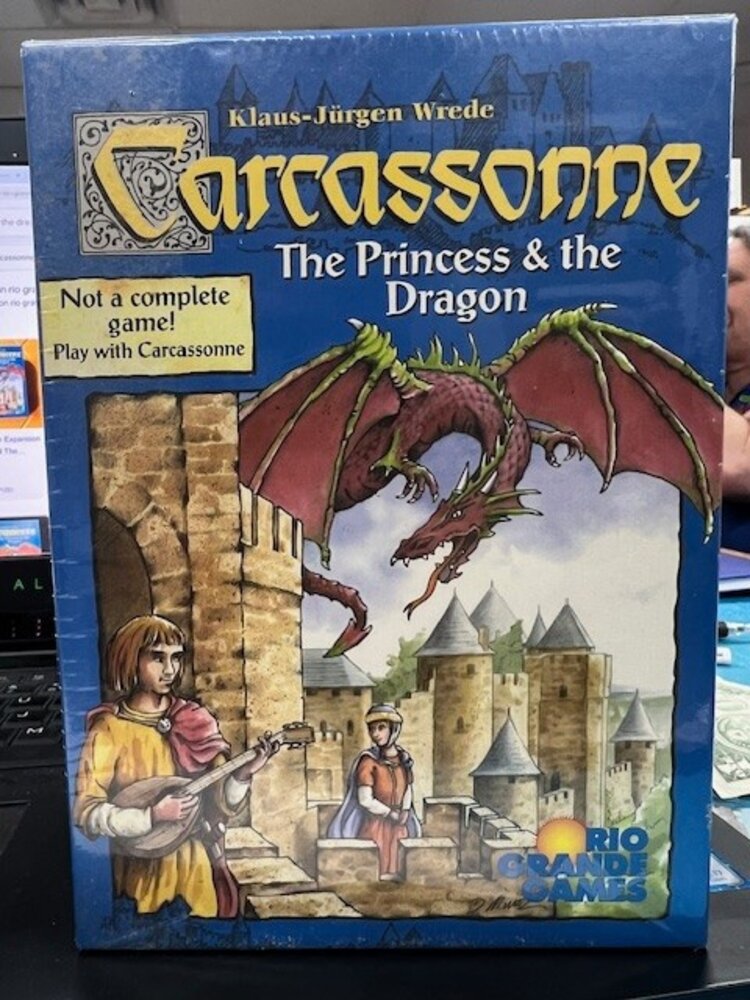 Klaus-Jürgen Wrede
Carcassonne
The Princess & the
Dragon
Not a complete
game!
Play with Carcassonne
RIO
GRANDE
GAMES